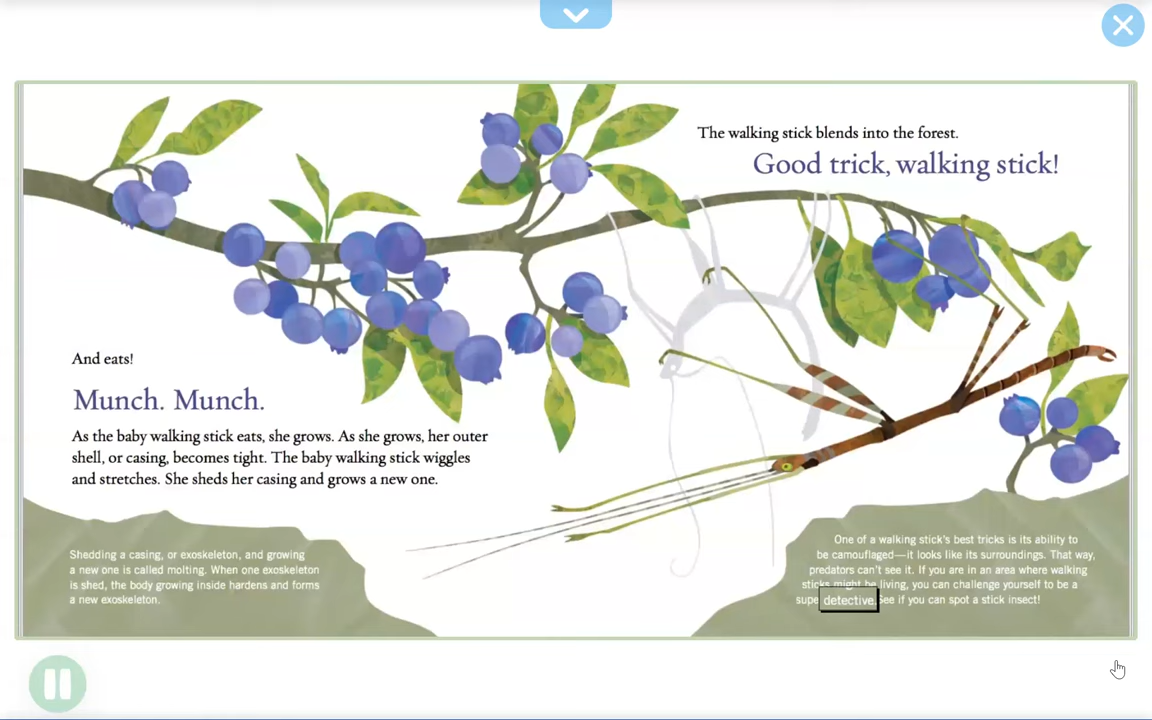 And eats!
Munch. Munch.
As the baby walking stick eats, she grows. As she grows, her outer
shell, or casing, becomes tight. The baby walking stick wiggles
and stretches. She sheds her casing and grows a new one.
Shedding a casing, or exoskeleton, and growing
a new one is called molting. When one exoskeleton
is shed, the body growing inside hardens and forms
a new exoskeleton.
The walking stick blends into the forest.
Good trick, walking stick!
One of a walking stick's best tricks is its ability to
be camouflaged—it looks like its surroundings. That way,
predators can't see it. If you are in an area where walking
sticks might be living, you can challenge yourself to be a
supe detective. See if you can spot a stick insect!